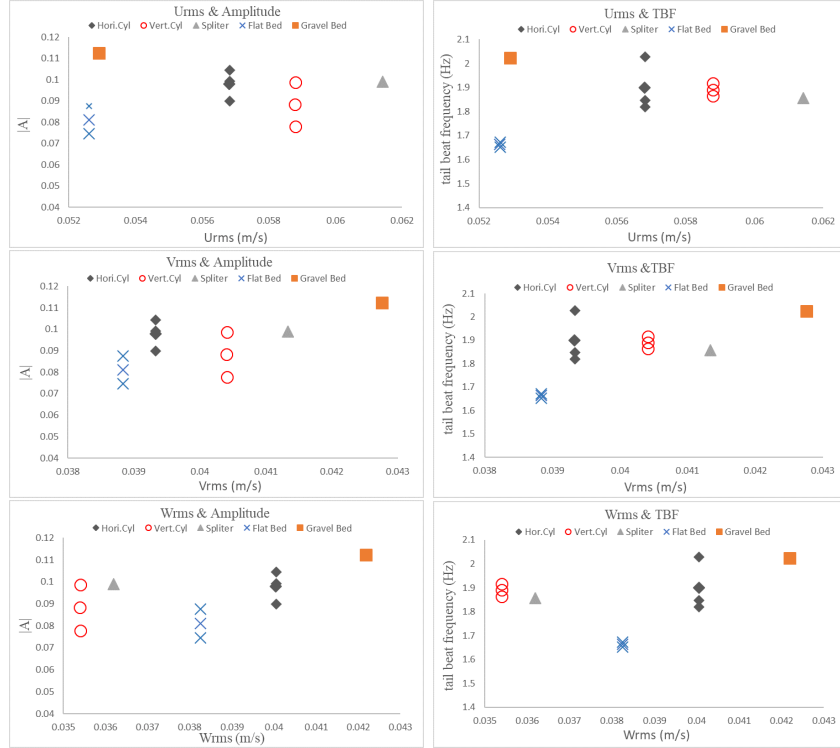 Urms & Amplitude
Hori.Cyl Vert.Cyl Spliter Flat Bed Gravel Bed
0.12
0.11
0.1
0.09
0.08
0.07
0.06
0.05
0.04
|A|
0.052 0.054 0.056 0.058 0.06 0.062
Urms (m/s)
Urms & TBF
Hori.Cyl Vert.Cyl Spliter Flat Bed Gravel Bed
2.1
2
1.9
1.8
1.7
1.6
1.5
1.4
tail beat frequency (Hz)
0.052 0.054 0.056 0.058 0.06 0.062
Urms (m/s)
Vrms & Amplitude
Hori.Cyl Vert.Cyl Spliter Flat Bed Gravel Bed
0.12
0.11
0.1
0.09
0.08
0.07
0.06
0.05
0.04
|A|
0.038 0.039 0.04 0.041 0.042 0.043
Vrms (m/s)
Vrms &TBF
Hori.Cyl Vert.Cyl Spliter Flat Bed Gravel Bed
2.1
2
1.9
1.8
1.7
1.6
1.5
1.4
tail beat frequency (Hz)
0.038 0.039 0.04 0.041 0.042 0.043
Vrms (m/s)
Wrms & Amplitude
Hori.Cyl Vert.Cyl Spliter Flat Bed Gravel Bed
0.12
0.11
0.1
0.09
0.08
0.07
0.06
0.05
0.04
|A|
0.035 0.036 0.037 0.038 0.039 0.04 0.041 0.042 0.043
Wrms (m/s)
Wrms & TBF
Hor.Cyl Vert.Cyl Spliter Flat Bed Gravel Bed
2.1
2
1.9
1.8
1.7
1.6
1.5
1.4
tail beat frequency (Hz)
0.035 0.036 0.037 0.038 0.039 0.04 0.041 0.042 0.043
Wrms (m/s)